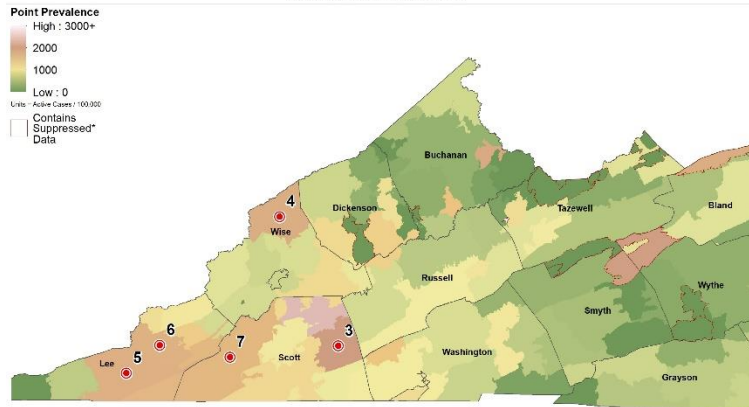 Point Prevalence
High : 3000+
2000
1000
Low : 0
Units = Active Cases / 100,000
Contains
Suppressed*
Data
Buchanan
4
Dickenson
Wise
Tazewell
Bland
Russell
Wythe
Smyth
6
7
3
5
Lee
Scott
Washington
Grayson